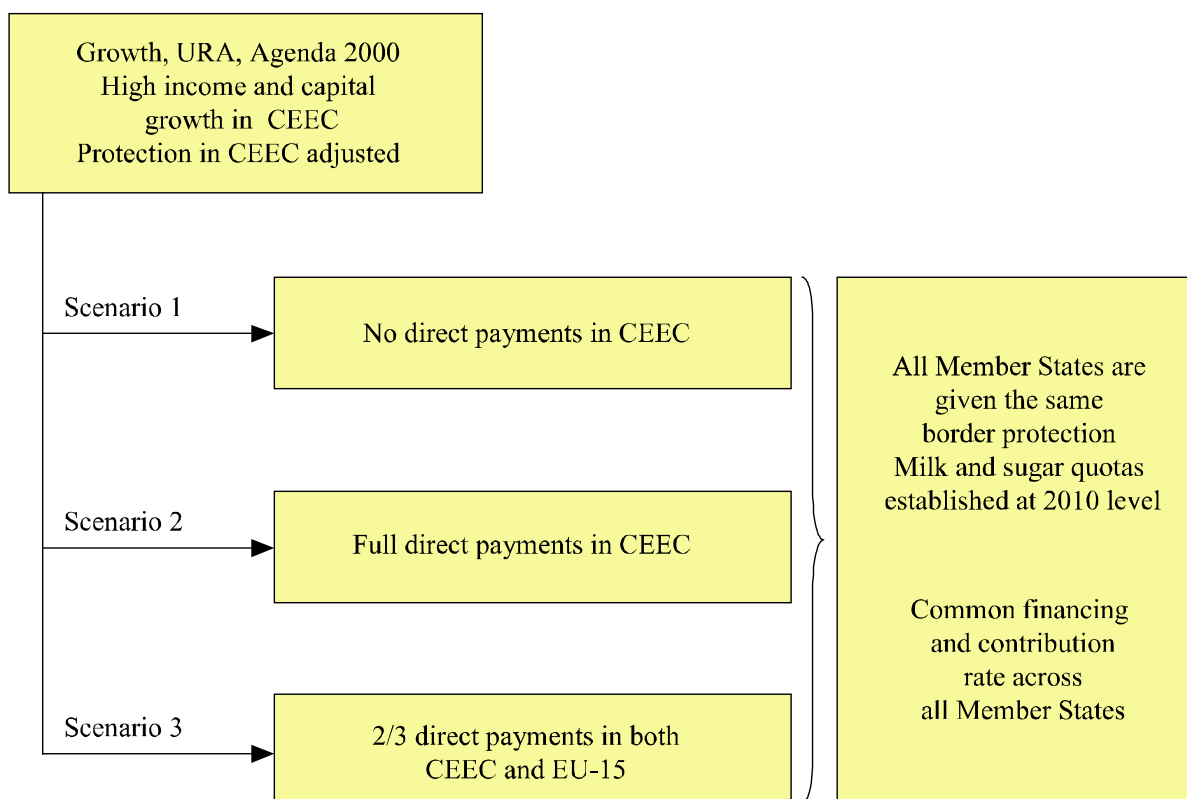 Growth, URA, Agenda 2000
High income and capital
growth in CEEC
Protection in CEEC adjusted
Scenario 1
No direct payments in CEEC
Scenario 2
Full direct payments in CEEC
Scenario 3
2/3 direct payments in both
CEEC and EU-15
All Member States are
given the same
border protection
Milk and sugar quotas
established at 2010 level
Common financing
and contribution
rate across
all Member States